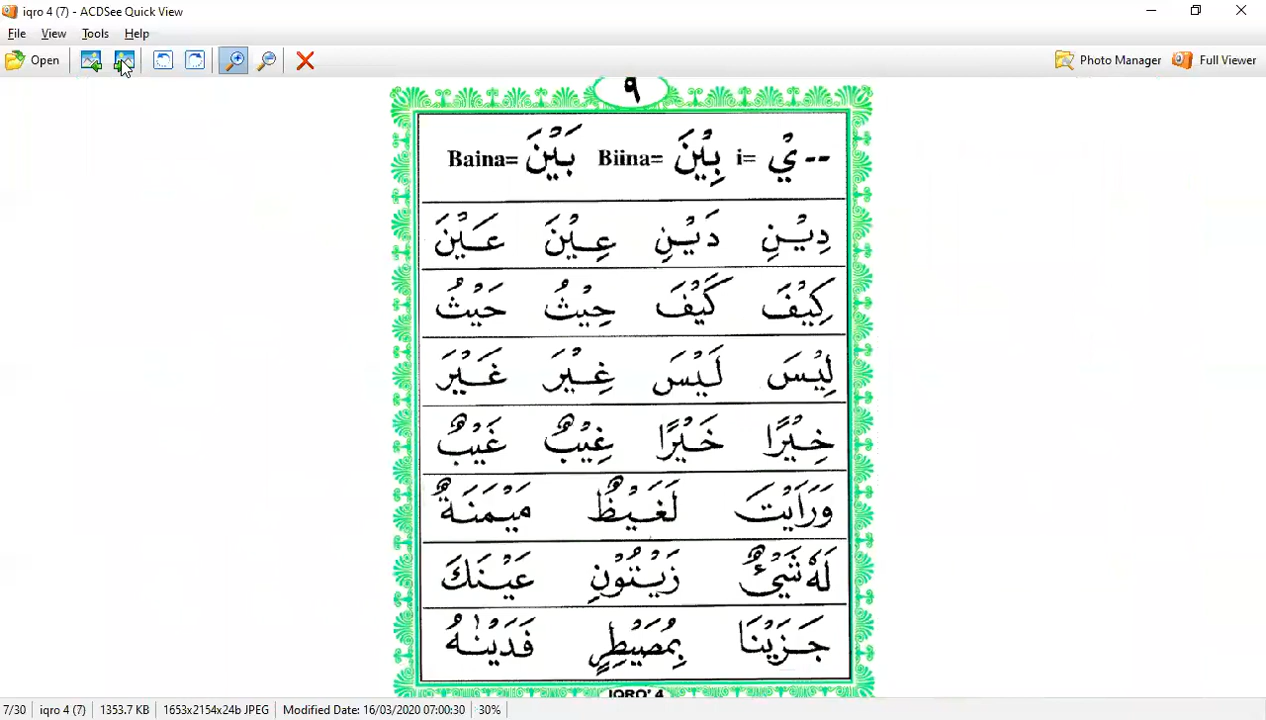 iqro 4 (7) - ACDSee Quick View
File View Tools Help
Open Photo Manager Full Viewer
٩
-- يْ i= بِيْنَ Biina= بَيْنَ Baina=
دِيْنِ دَيْنِ عِيْنَ عَيْنَ
كِيْفَ كَيْفَ حِيْثُ حَيْثُ
لِيْسَ لَيْسَ غِيْرَ غَيْرَ
خِيْرًا خَيْرًا غِيْبٌ غَيْبٌ
وَرَاَيْتَ لَغَيْظٌ مَيْمَنَةٌ
لَهٗ شَيْئٌ زَيْتُوْنِ عَيْنَكَ
جَزَيْنَا بِمُصَيْطِرٍ فَدَيْنٰهُ
IQRO' 4
7/30 iqro 4 (7) 1353.7 KB 1653x2154x24b JPEG Modified Date: 16/03/2020 07:00:30 30%